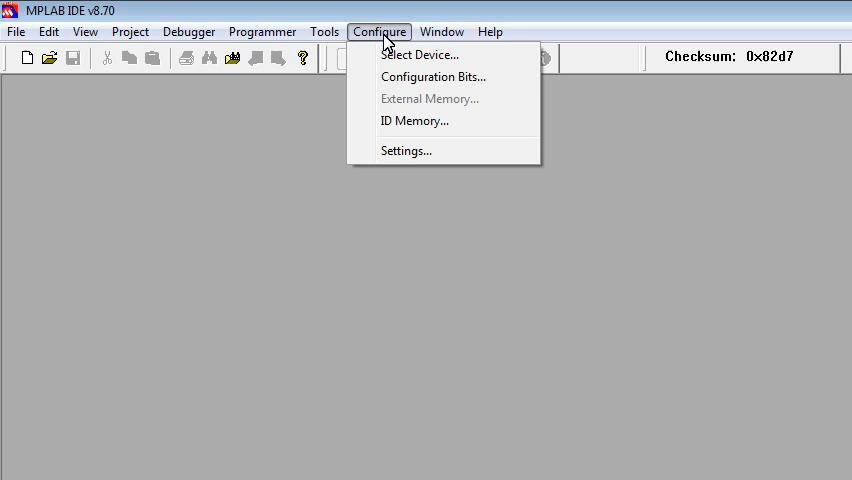 MPLAB IDE v8.70
File Edit View Project Debugger Programmer Tools Configure Window Help
Checksum: 0x82d7
Select Device...
Configuration Bits...
External Memory...
ID Memory...
Settings...